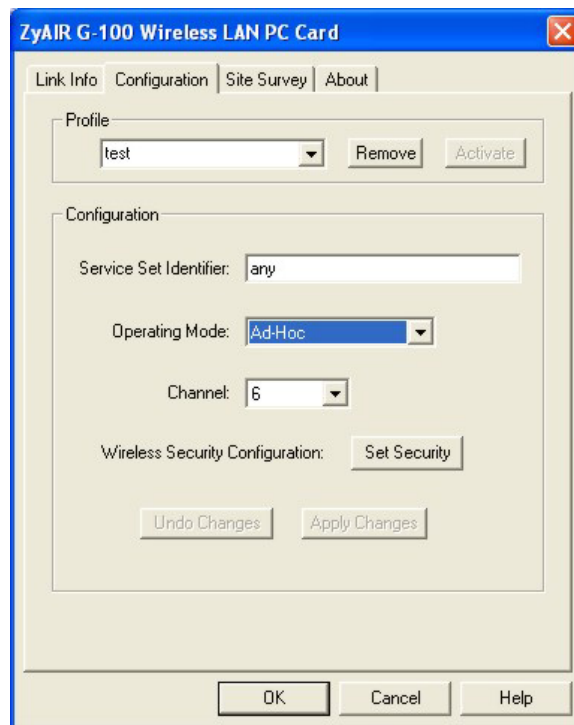 ZyAIR G-100 Wireless LAN PC Card
Link Info Configuration Site Survey About
Profile
test Remove Activate
Configuration
Service Set Identifier: any
Operating Mode: Ad-Hoc
Channel: 6
Wireless Security Configuration: Set Security
Undo Changes Apply Changes
OK Cancel Help